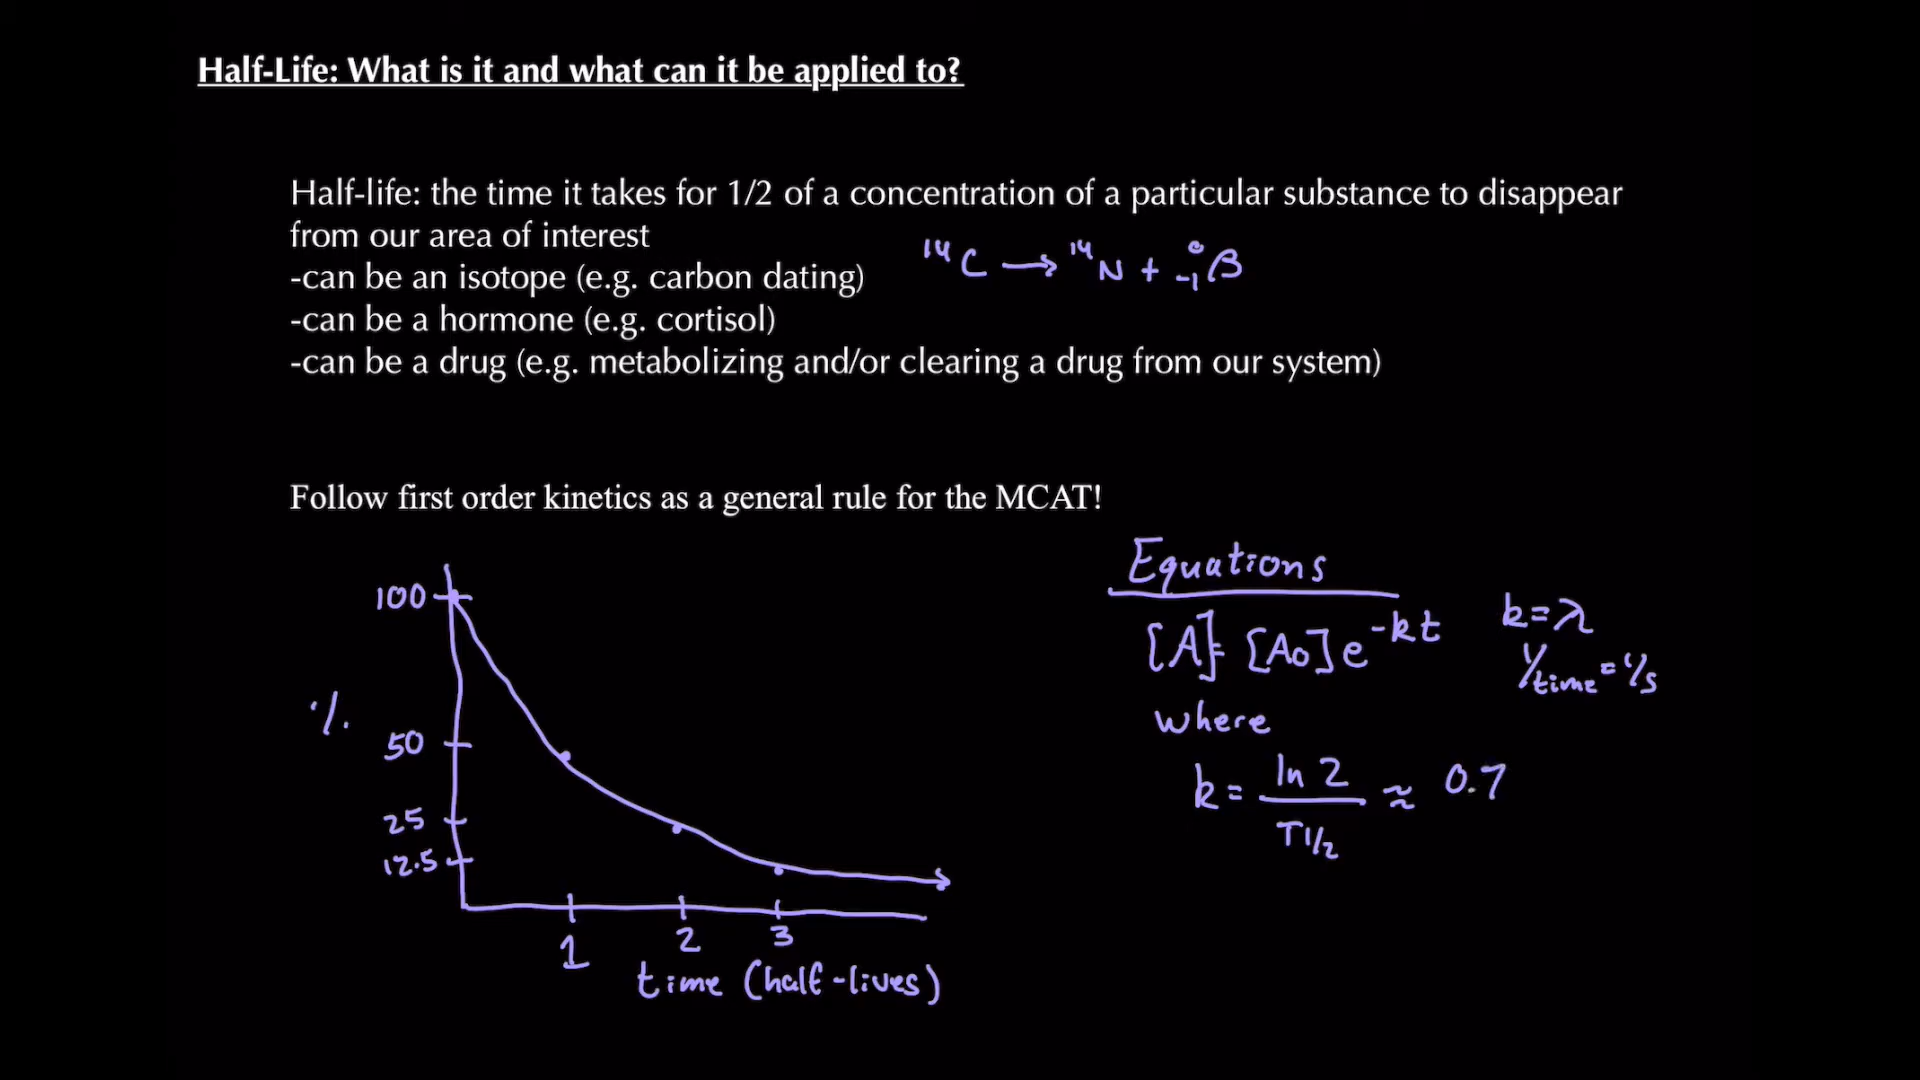 Half-Life: What is it and what can it be applied to?
Half-life: the time it takes for 1/2 of a concentration of a particular substance to disappear
from our area of interest
-can be an isotope (e.g. carbon dating)
¹⁴C → ¹⁴N + ⁰₋₁β
-can be a hormone (e.g. cortisol)
-can be a drug (e.g. metabolizing and/or clearing a drug from our system)
Follow first order kinetics as a general rule for the MCAT!
100
%
50
25
12.5
1
2
3
time (half-lives)
Equations
[A] = [A₀]e^-kt
k=λ
1/time = 1/s
where
k = ln 2 / T1/2 ≈ 0.7